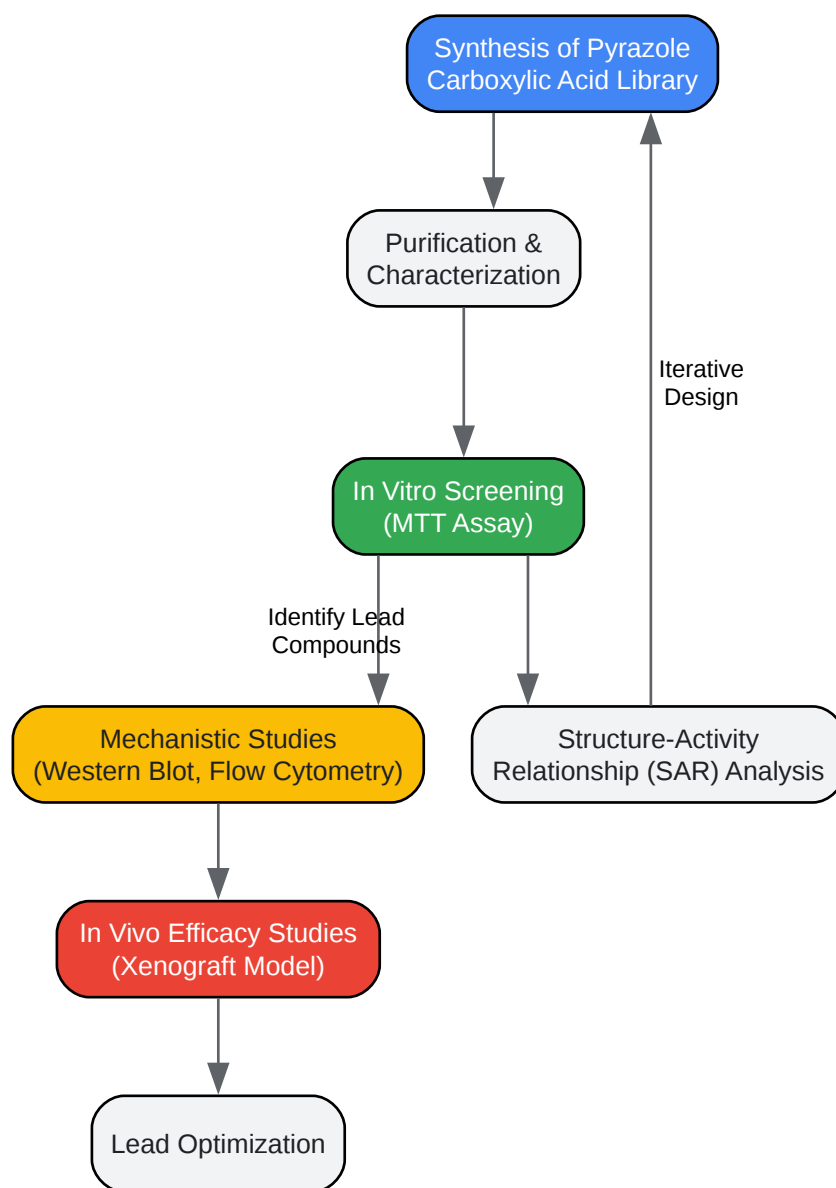 Synthesis of Pyrazole
Carboxylic Acid Library
Purification &
Characterization
Iterative
Design
In Vitro Screening
(MTT Assay)
Identify Lead
Compounds
Mechanistic Studies
(Western Blot, Flow Cytometry)
Structure-Activity
Relationship (SAR) Analysis
In Vivo Efficacy Studies
(Xenograft Model)
Lead Optimization